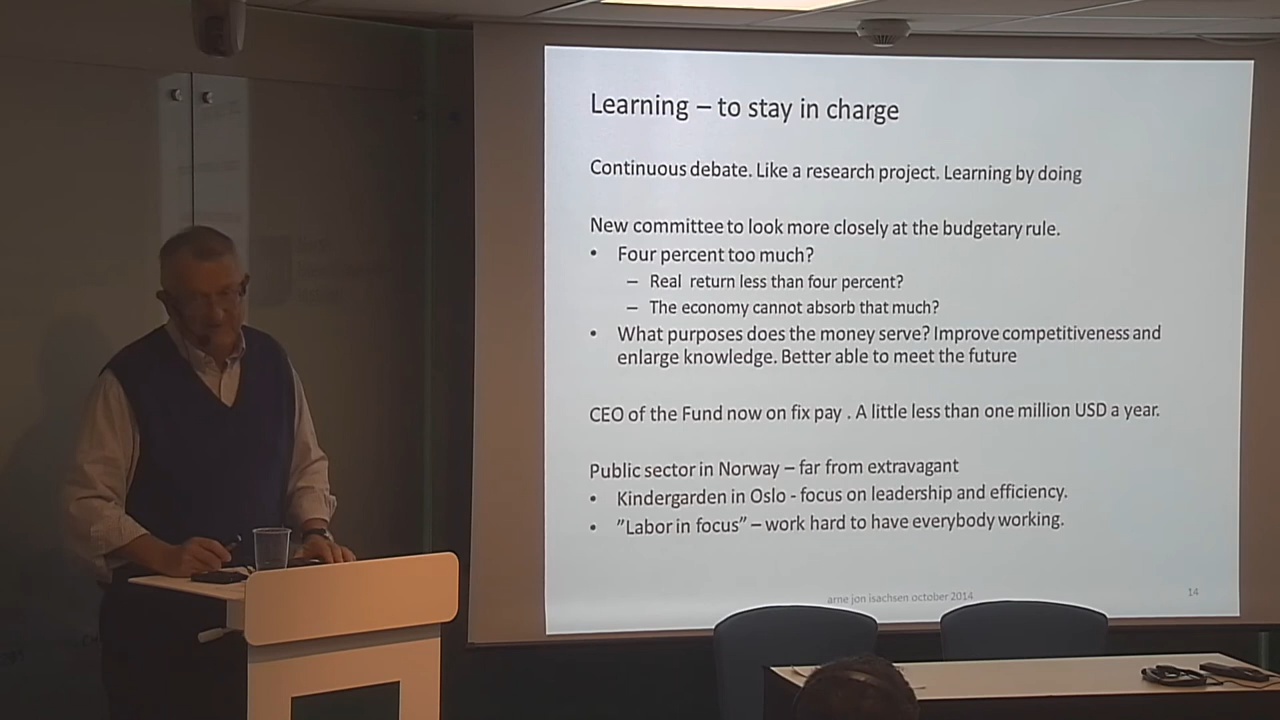 Learning – to stay in charge
Continuous debate. Like a research project. Learning by doing
New committee to look more closely at the budgetary rule.
• Four percent too much?
– Real return less than four percent?
– The economy cannot absorb that much?
• What purposes does the money serve? Improve competitiveness and
enlarge knowledge. Better able to meet the future
CEO of the Fund now on fix pay . A little less than one million USD a year.
Public sector in Norway – far from extravagant
• Kindergarden in Oslo - focus on leadership and efficiency.
• ”Labor in focus” – work hard to have everybody working.
arne jon isachsen october 2014
14